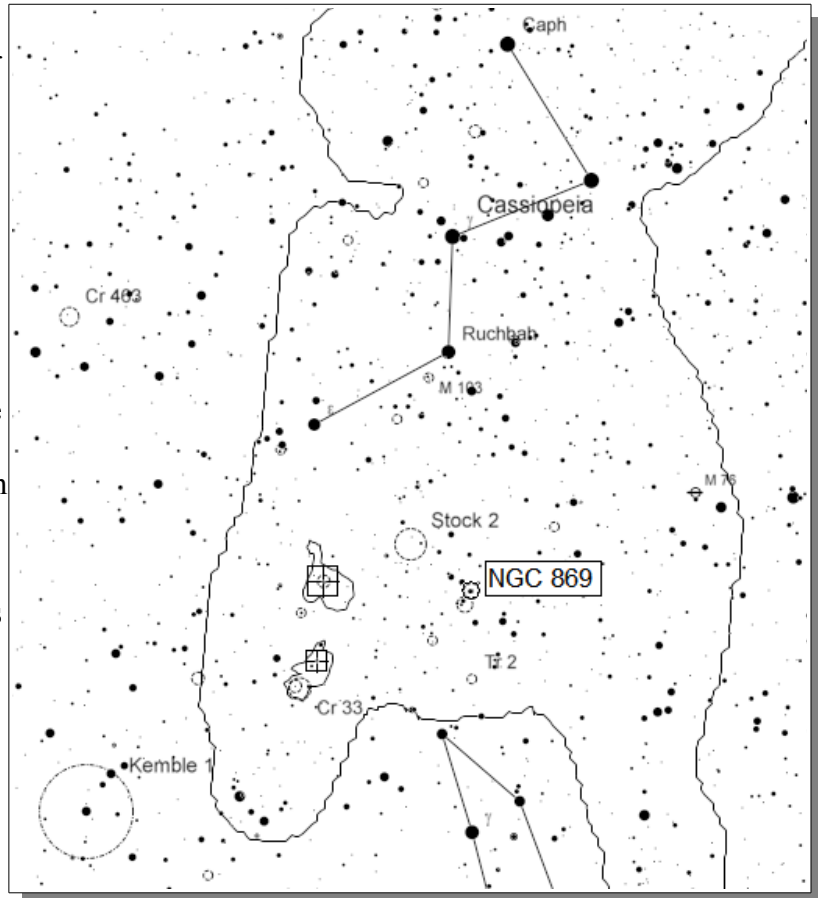 Caph
Cassiopeia
γ
Cr 463
Ruchbah
M 103
ε
M 76
n
Stock 2
NGC 869
Tr 2
Cr 33
Kemble 1
γ